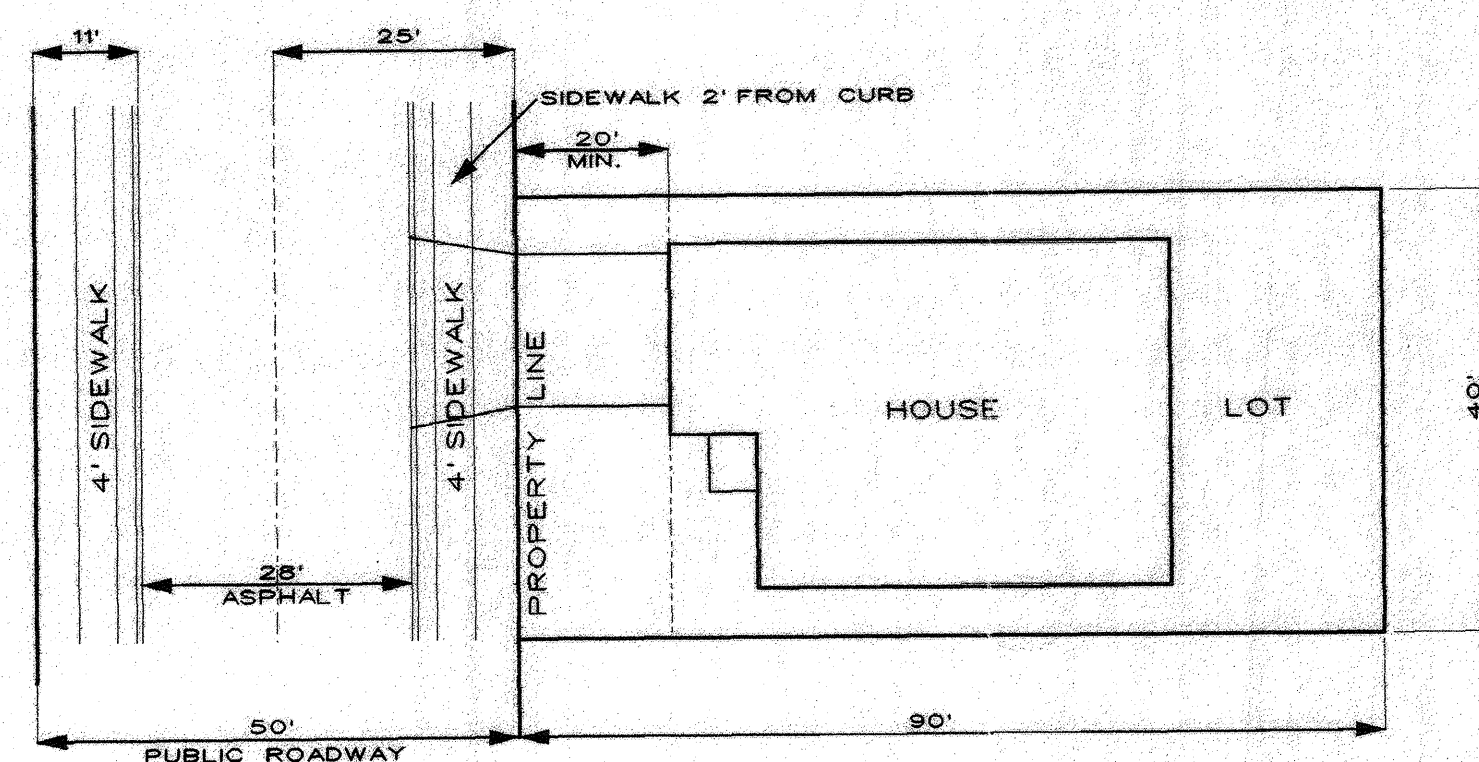 11'
25'
SIDEWALK 2' FROM CURB
20'
MIN.
4' SIDEWALK
4' SIDEWALK
PROPERTY LINE
HOUSE
LOT
40'
28'
ASPHALT
50'
PUBLIC ROADWAY
90'